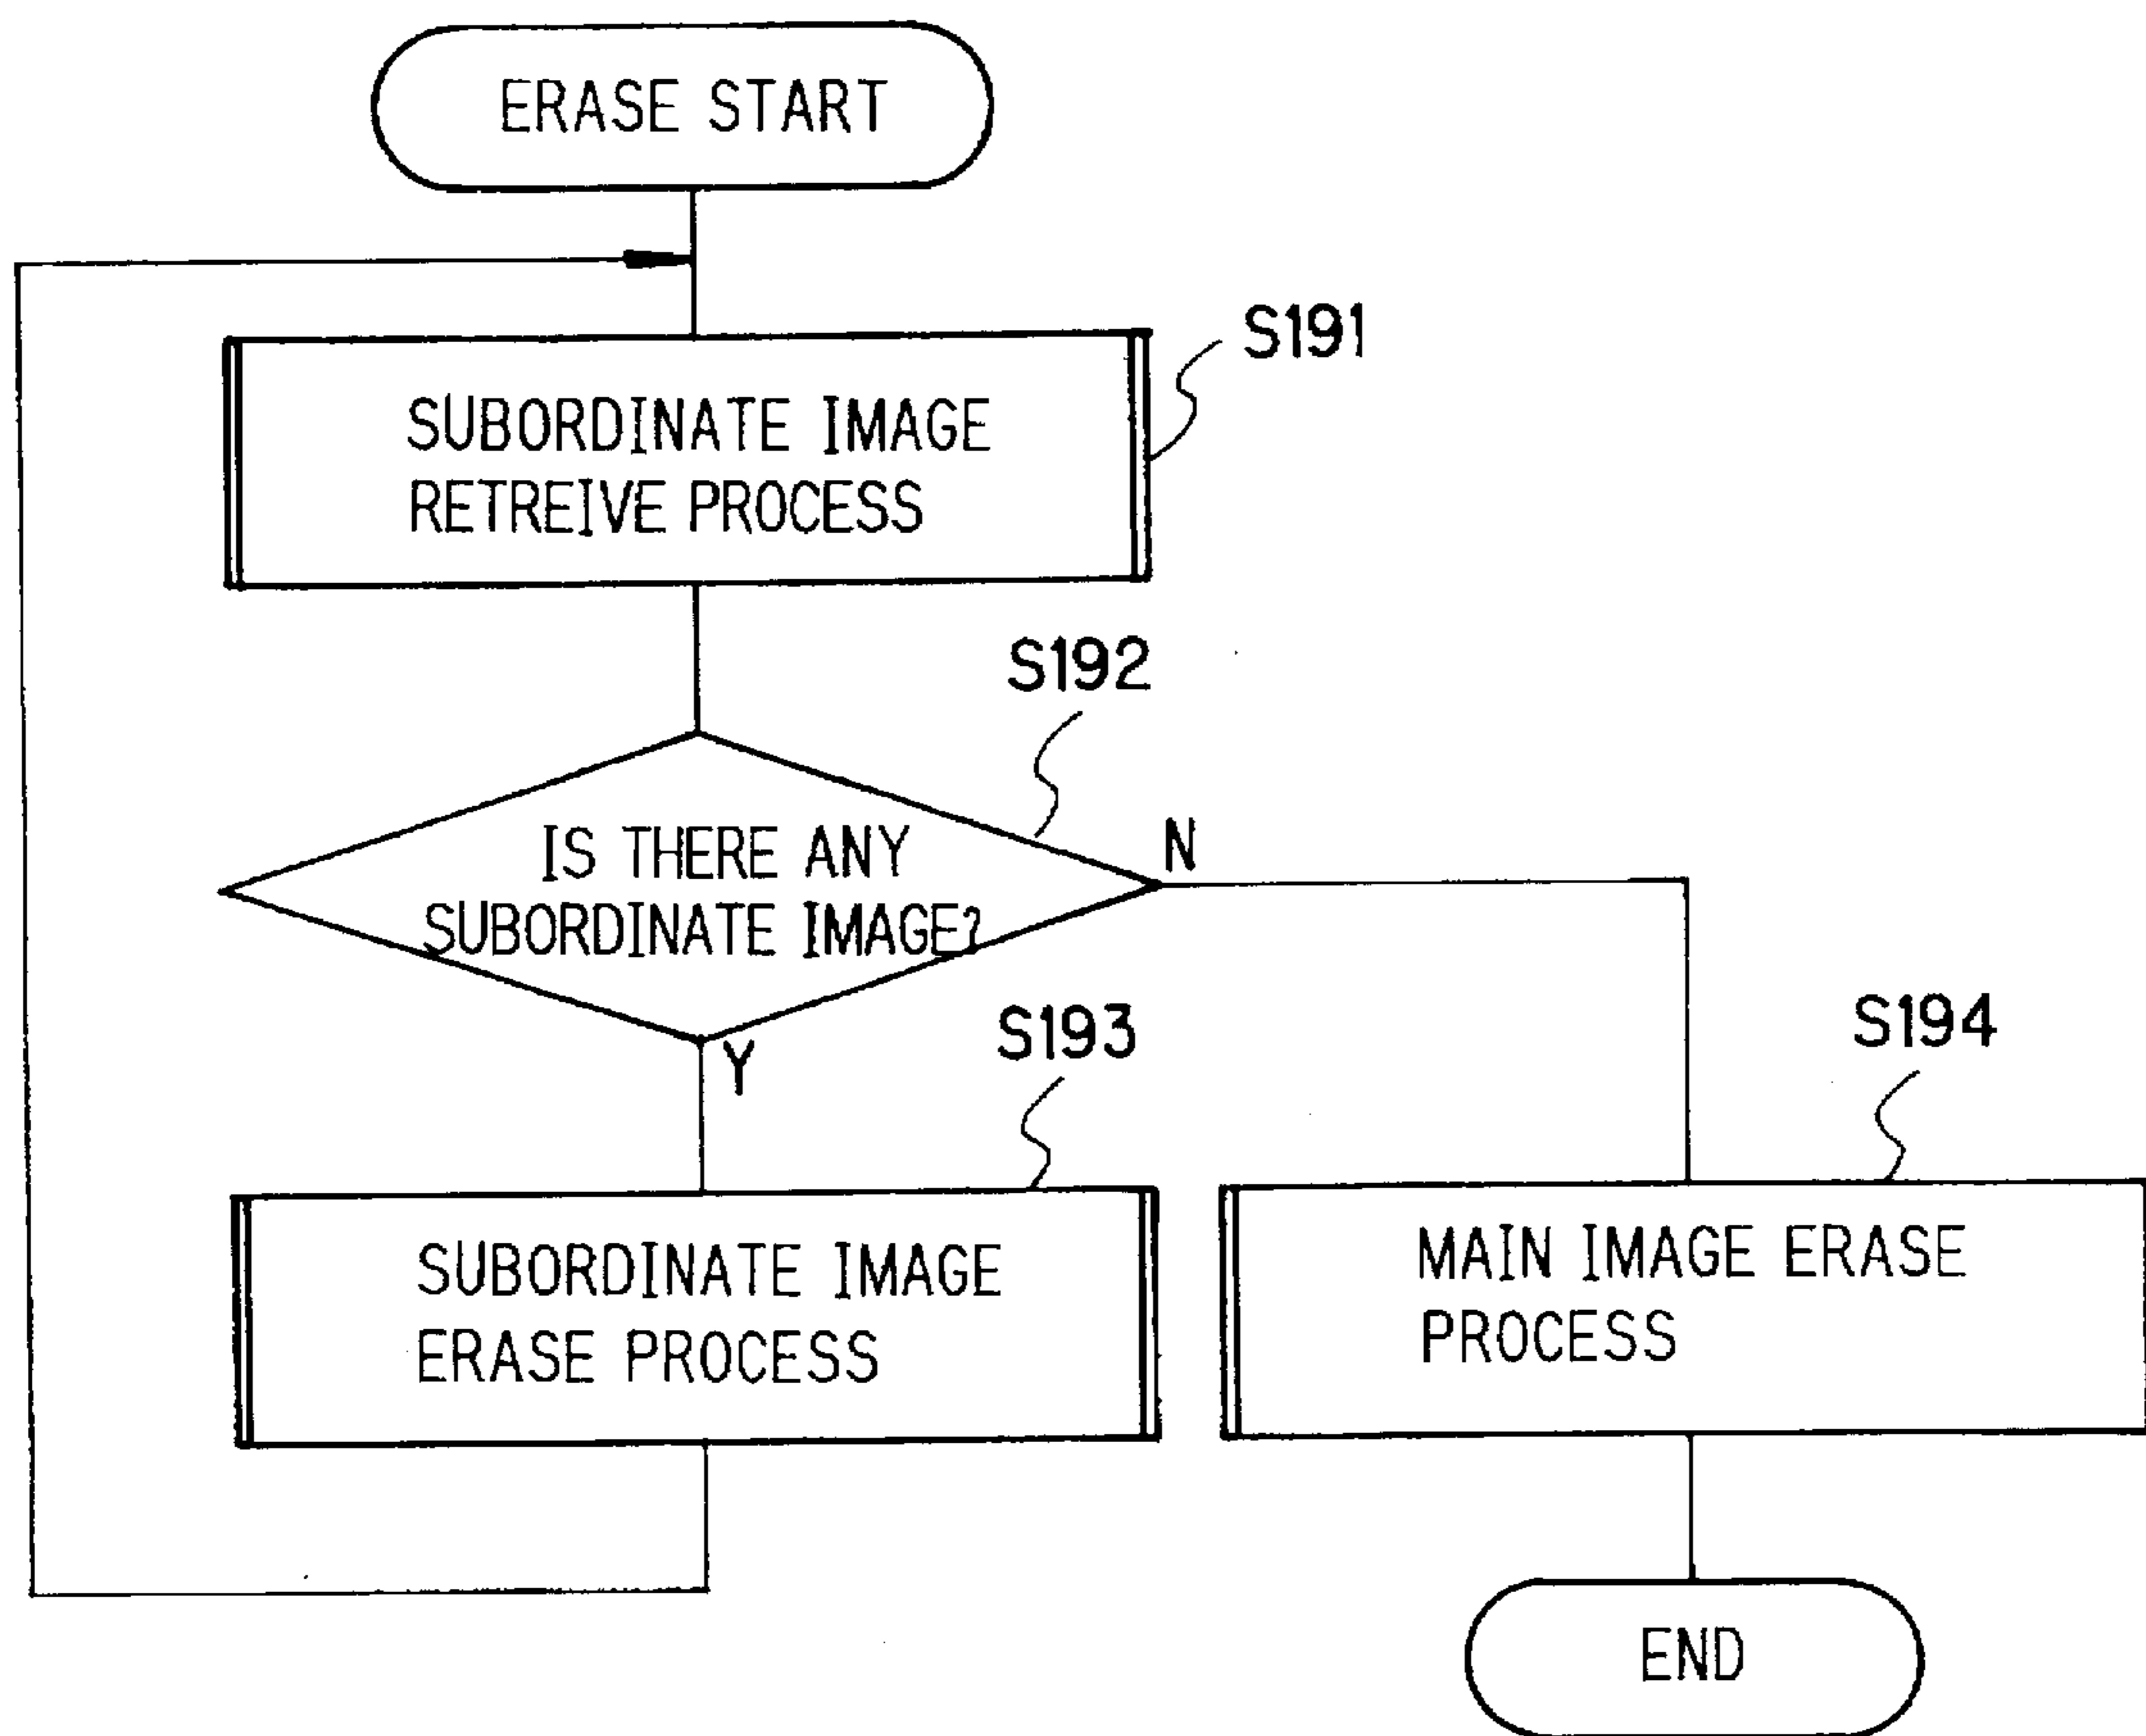 ERASE START
S191
SUBORDINATE IMAGE
RETREIVE PROCESS
S192
IS THERE ANY
SUBORDINATE IMAGE?
N
Y
S193
SUBORDINATE IMAGE
ERASE PROCESS
S194
MAIN IMAGE ERASE
PROCESS
END